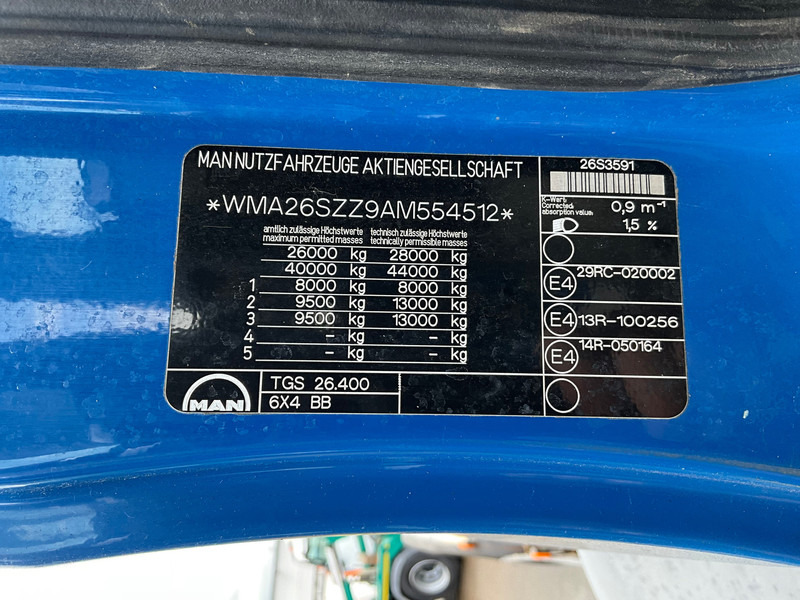 MAN NUTZFAHRZEUGE AKTIENGESELLSCHAFT
*WMA26SZZ9AM554512*
amtlich zulässige Höchstwerte technisch zulässige Höchstwerte
maximum permitted masses technically permissible masses
26000 kg 28000 kg
40000 kg 44000 kg
1 8000 kg 8000 kg
2 9500 kg 13000 kg
3 9500 kg 13000 kg
4 – kg – kg
5 – kg – kg
MAN
TGS 26.400
6X4 BB
26S3591
K-Wert:
Corrected absorption value: 0,9 m⁻¹
1,5 %
E4 29RC-020002
E4 13R-100256
E4 14R-050164